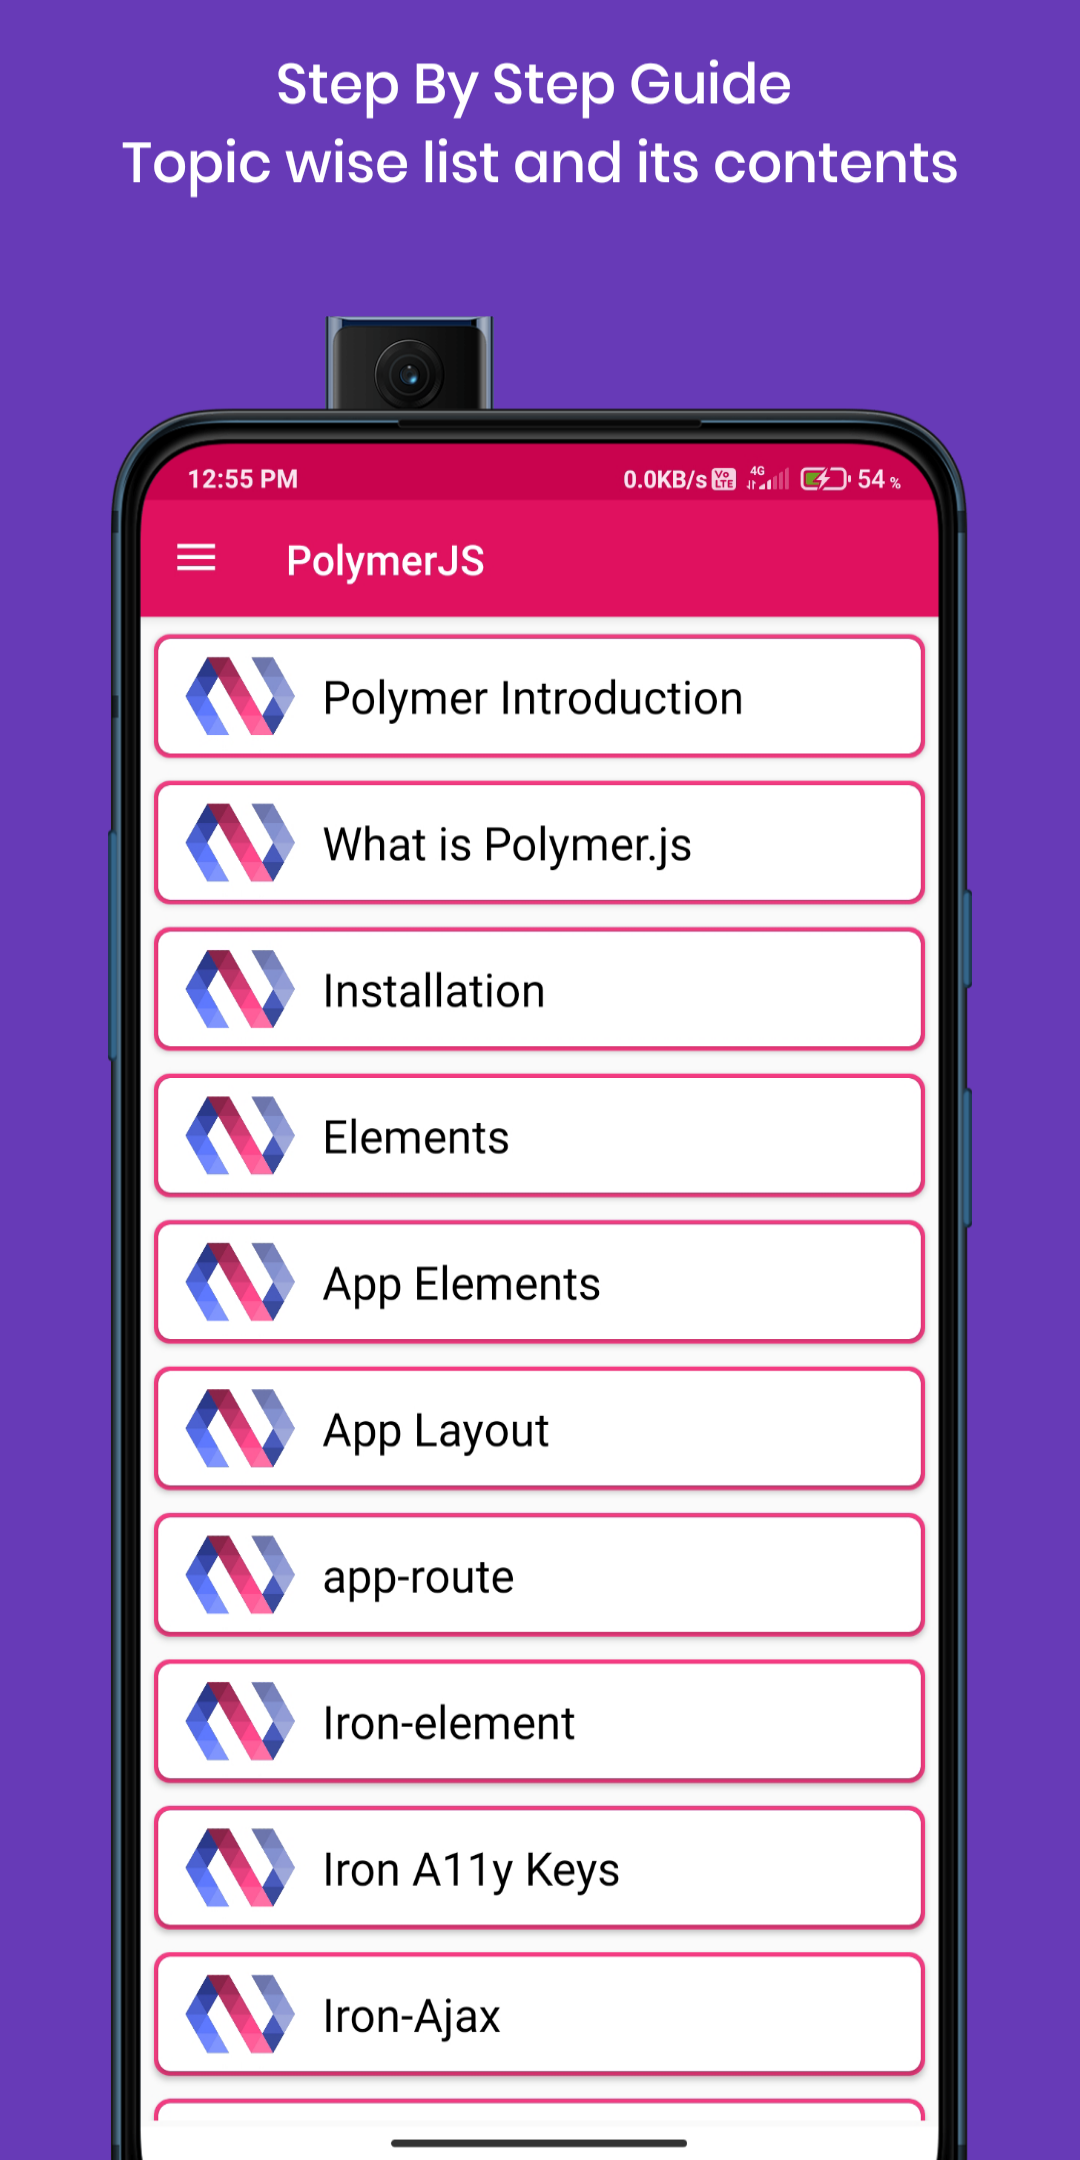 Step By Step Guide
Topic wise list and its contents
12:55 PM 0.0KB/s Vo LTE 4G 54 %
PolymerJS
Polymer Introduction
What is Polymer.js
Installation
Elements
App Elements
App Layout
app-route
Iron-element
Iron A11y Keys
Iron-Ajax